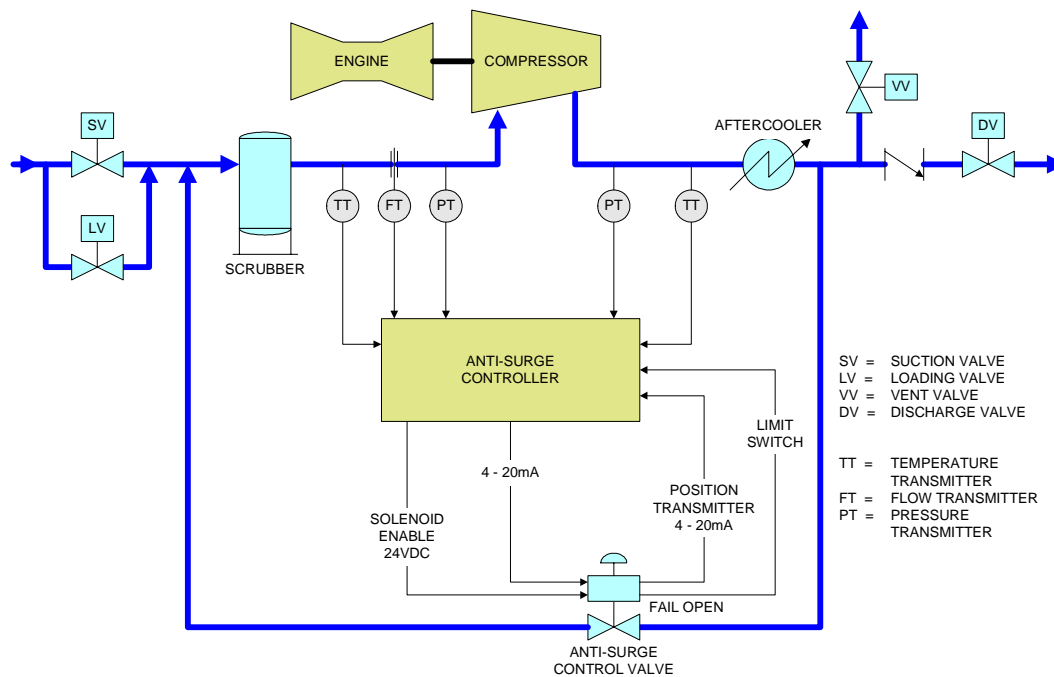 ENGINE
COMPRESSOR
VV
SV
AFTERCOOLER
DV
TT
FT
PT
PT
TT
LV
SCRUBBER
ANTI-SURGE
CONTROLLER
SV = SUCTION VALVE
LV = LOADING VALVE
VV = VENT VALVE
DV = DISCHARGE VALVE
LIMIT
SWITCH
4 - 20mA
TT = TEMPERATURE
TRANSMITTER
FT = FLOW TRANSMITTER
PT = PRESSURE
TRANSMITTER
POSITION
TRANSMITTER
4 - 20mA
SOLENOID
ENABLE
24VDC
FAIL OPEN
ANTI-SURGE
CONTROL VALVE